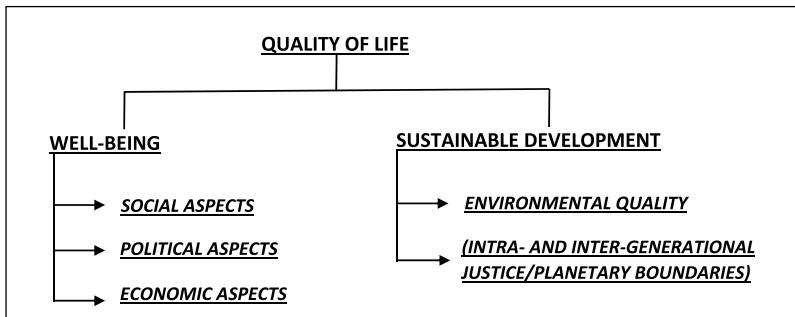 QUALITY OF LIFE
WELL-BEING
SOCIAL ASPECTS
POLITICAL ASPECTS
ECONOMIC ASPECTS
SUSTAINABLE DEVELOPMENT
ENVIRONMENTAL QUALITY
(INTRA- AND INTER-GENERATIONAL
JUSTICE/PLANETARY BOUNDARIES)